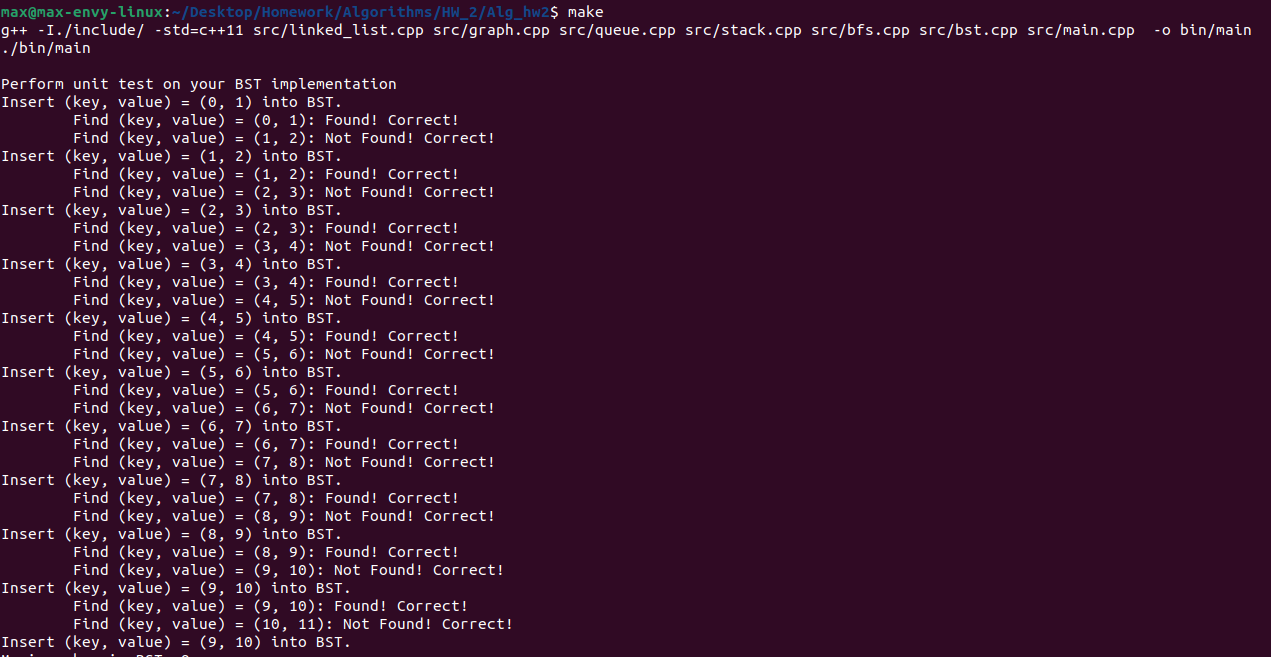 max@max-envy-linux:~/Desktop/Homework/Algorithms/HW_2/Alg_hw2$ make
g++ -I./include/ -std=c++11 src/linked_list.cpp src/graph.cpp src/queue.cpp src/stack.cpp src/bfs.cpp src/bst.cpp src/main.cpp  -o bin/main
./bin/main

Perform unit test on your BST implementation
Insert (key, value) = (0, 1) into BST.
        Find (key, value) = (0, 1): Found! Correct!
        Find (key, value) = (1, 2): Not Found! Correct!
Insert (key, value) = (1, 2) into BST.
        Find (key, value) = (1, 2): Found! Correct!
        Find (key, value) = (2, 3): Not Found! Correct!
Insert (key, value) = (2, 3) into BST.
        Find (key, value) = (2, 3): Found! Correct!
        Find (key, value) = (3, 4): Not Found! Correct!
Insert (key, value) = (3, 4) into BST.
        Find (key, value) = (3, 4): Found! Correct!
        Find (key, value) = (4, 5): Not Found! Correct!
Insert (key, value) = (4, 5) into BST.
        Find (key, value) = (4, 5): Found! Correct!
        Find (key, value) = (5, 6): Not Found! Correct!
Insert (key, value) = (5, 6) into BST.
        Find (key, value) = (5, 6): Found! Correct!
        Find (key, value) = (6, 7): Not Found! Correct!
Insert (key, value) = (6, 7) into BST.
        Find (key, value) = (6, 7): Found! Correct!
        Find (key, value) = (7, 8): Not Found! Correct!
Insert (key, value) = (7, 8) into BST.
        Find (key, value) = (7, 8): Found! Correct!
        Find (key, value) = (8, 9): Not Found! Correct!
Insert (key, value) = (8, 9) into BST.
        Find (key, value) = (8, 9): Found! Correct!
        Find (key, value) = (9, 10): Not Found! Correct!
Insert (key, value) = (9, 10) into BST.
        Find (key, value) = (9, 10): Found! Correct!
        Find (key, value) = (10, 11): Not Found! Correct!
Insert (key, value) = (9, 10) into BST.